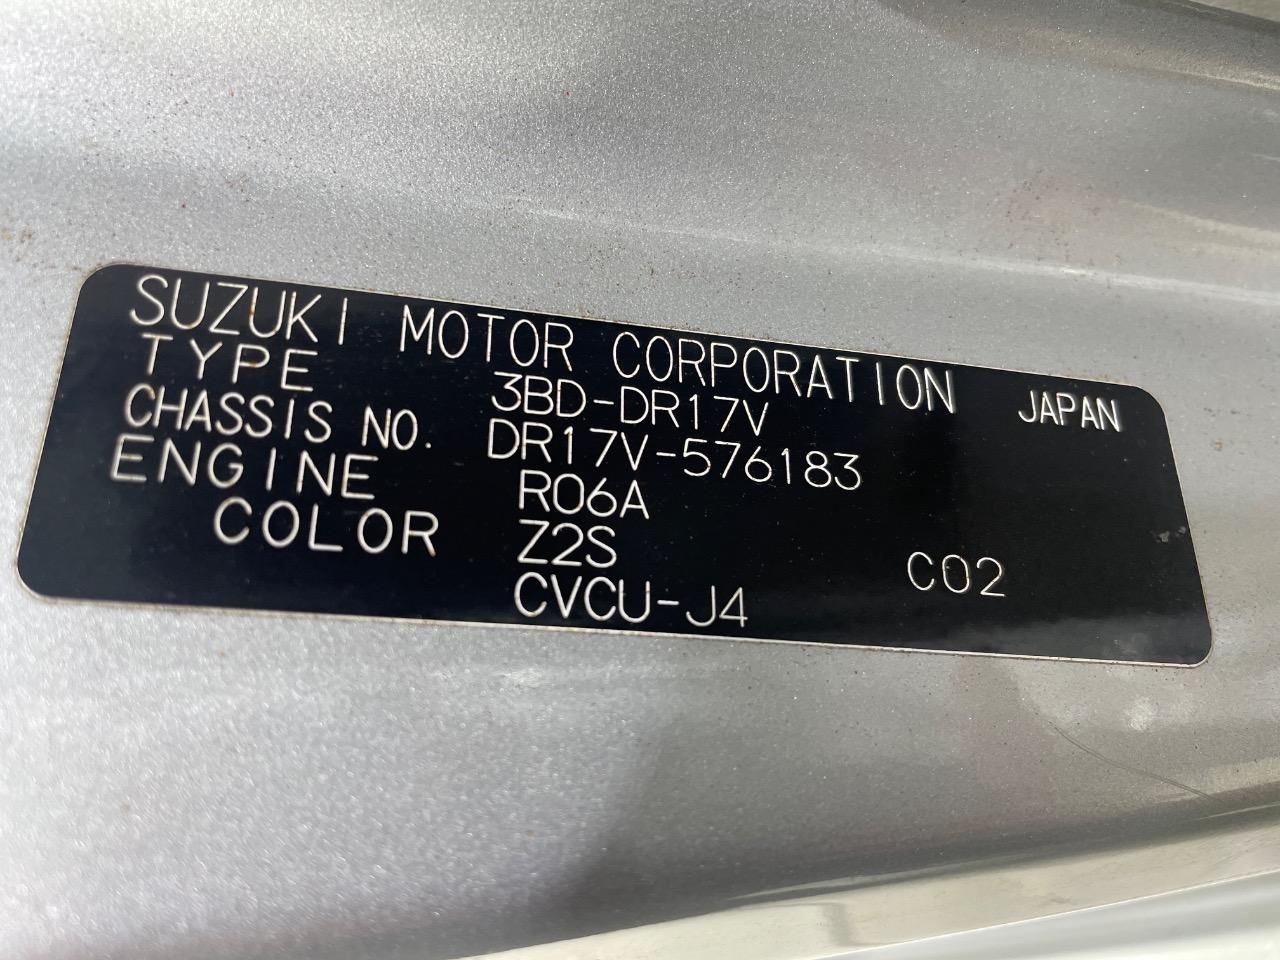 SUZUKI MOTOR CORPORATION JAPAN
TYPE 3BD-DR17V
CHASSIS NO. DR17V-576183
ENGINE R06A
COLOR Z2S C02
CVCU-J4